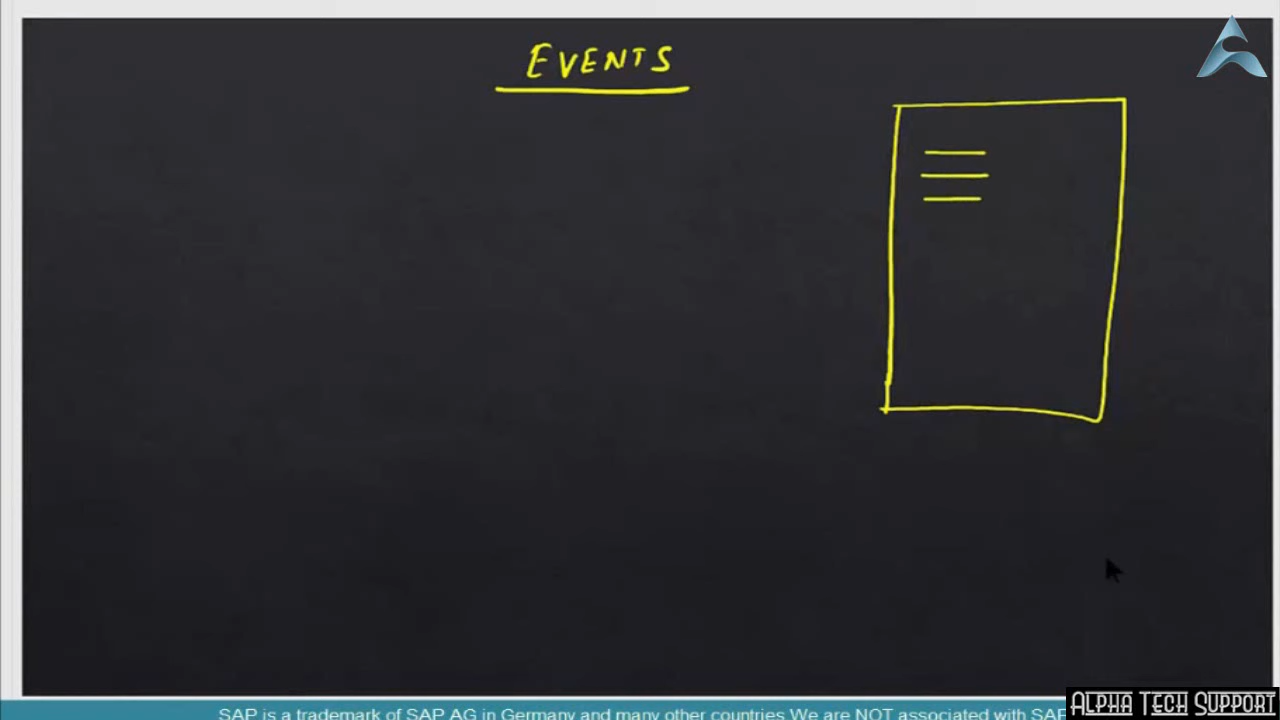 EVENTS
SAP is a trademark of SAP AG in Germany and many other countries We are NOT associated with SAP
ALPHA TECH SUPPORT